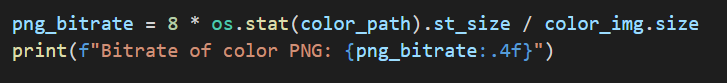 png_bitrate = 8 * os.stat(color_path).st_size / color_img.size
print(f"Bitrate of color PNG: {png_bitrate:.4f}")